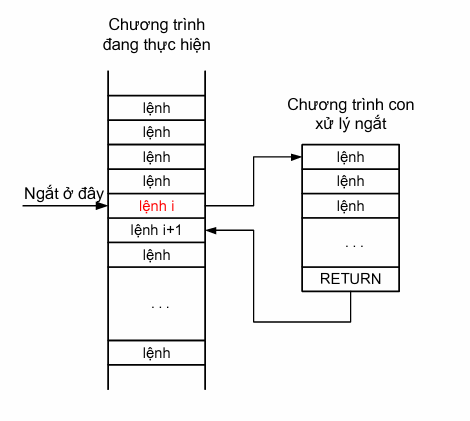 Chương trình
đang thực hiện
lệnh
lệnh
lệnh
lệnh
Ngắt ở đây
lệnh i
lệnh i+1
lệnh
. . .
lệnh
Chương trình con
xử lý ngắt
lệnh
lệnh
lệnh
. . .
RETURN